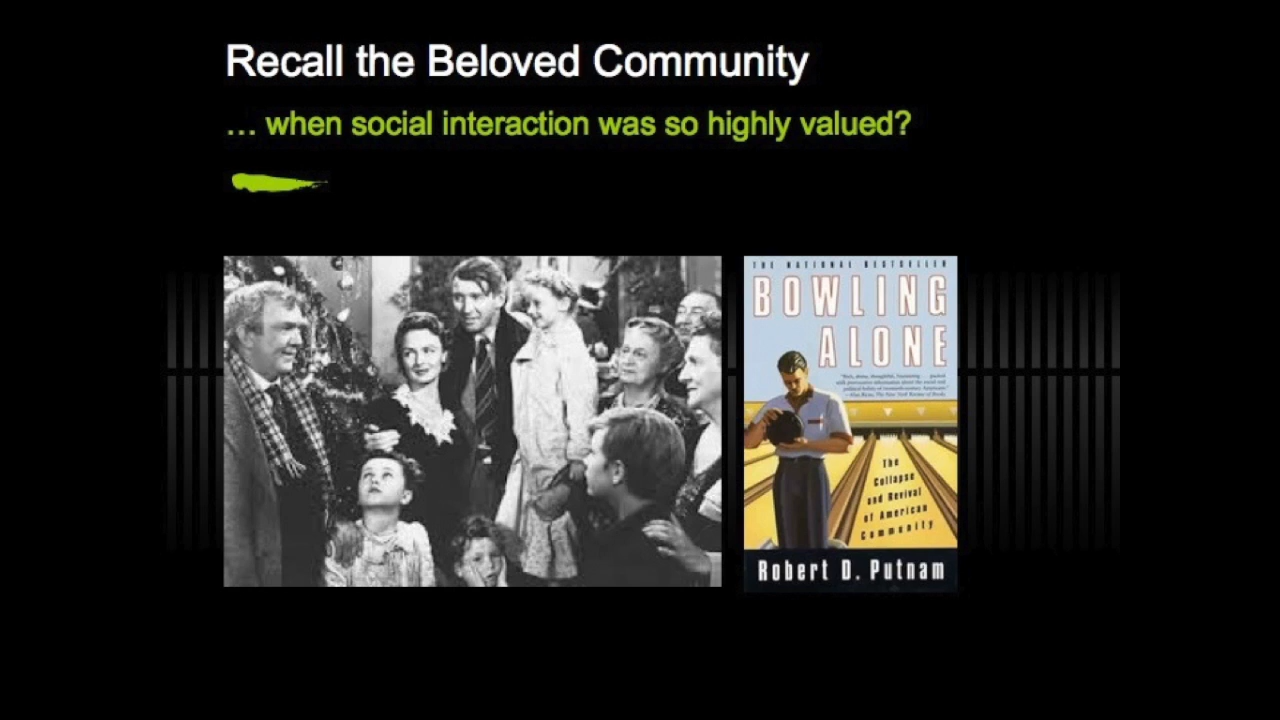 Recall the Beloved Community
... when social interaction was so highly valued?
THE NATIONAL BESTSELLER
BOWLING
ALONE
The
Collapse
and Revival
of American
Community
Robert D. Putnam